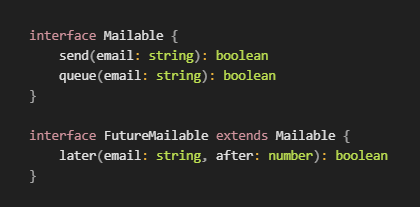 interface Mailable {
    send(email: string): boolean
    queue(email: string): boolean
}

interface FutureMailable extends Mailable {
    later(email: string, after: number): boolean
}